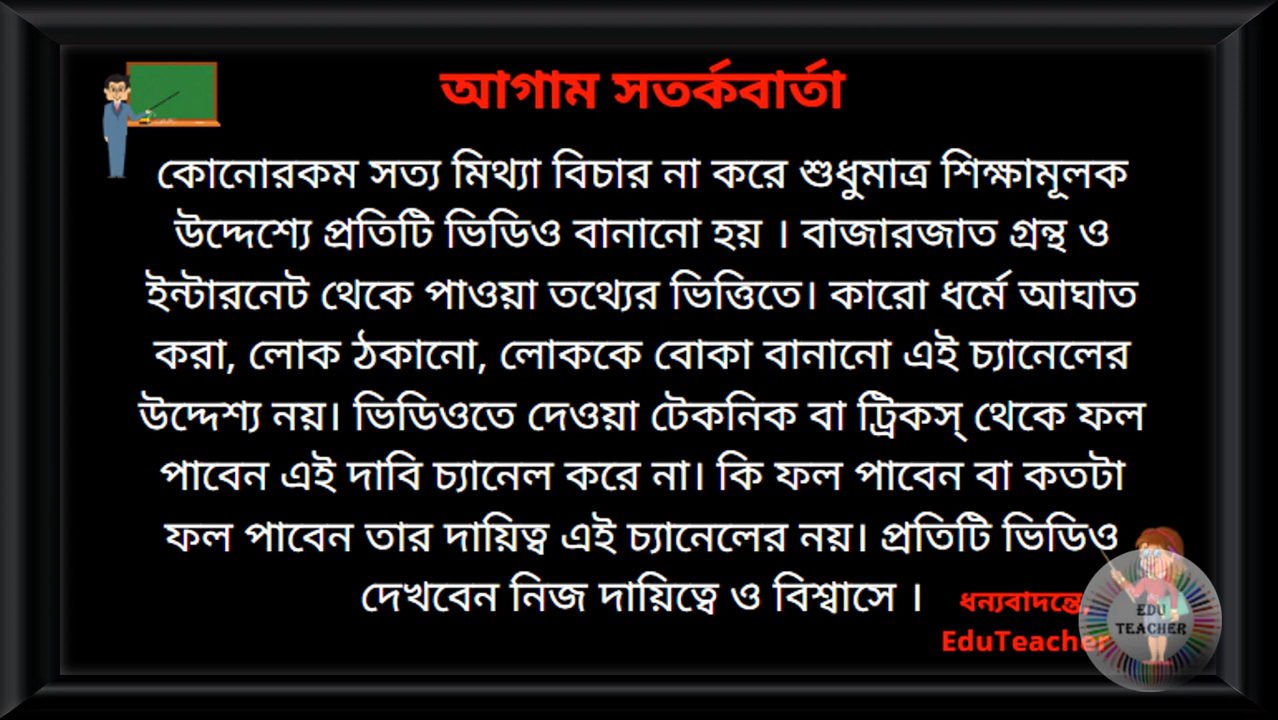 আগাম সতর্কবার্তা
কোনোরকম সত্য মিথ্যা বিচার না করে শুধুমাত্র শিক্ষামূলক
উদ্দেশ্যে প্রতিটি ভিডিও বানানো হয় । বাজারজাত গ্রন্থ ও
ইন্টারনেট থেকে পাওয়া তথ্যের ভিত্তিতে। কারো ধর্মে আঘাত
করা, লোক ঠকানো, লোককে বোকা বানানো এই চ্যানেলের
উদ্দেশ্য নয়। ভিডিওতে দেওয়া টেকনিক বা ট্রিকস্ থেকে ফল
পাবেন এই দাবি চ্যানেল করে না। কি ফল পাবেন বা কতটা
ফল পাবেন তার দায়িত্ব এই চ্যানেলের নয়। প্রতিটি ভিডিও
দেখবেন নিজ দায়িত্বে ও বিশ্বাসে ।
ধন্যবাদন্তে,
EduTeacher
EDU
TEACHER